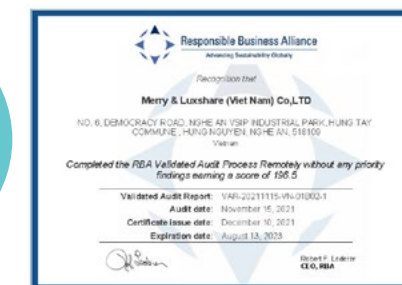 Responsible Business Alliance
Advancing Sustainability Globally
Recognition that
Merry & Luxshare (Viet Nam) Co,LTD
NO. 6, DEMOCRACY ROAD, NGHE AN VSIP INDUSTRIAL PARK, HUNG TAY
COMMUNE , HUNG NGUYEN, NGHE AN, 518109
Vietnam
Completed the RBA Validated Audit Process Remotely without any priority
findings earning a score of 196.5
Validated Audit Report: VAR-20211115-VN-01002-1
Audit date: November 15, 2021
Certificate issue date: December 10, 2021
Expiration date: August 13, 2023
Robert F. Lederer
CEO, RBA